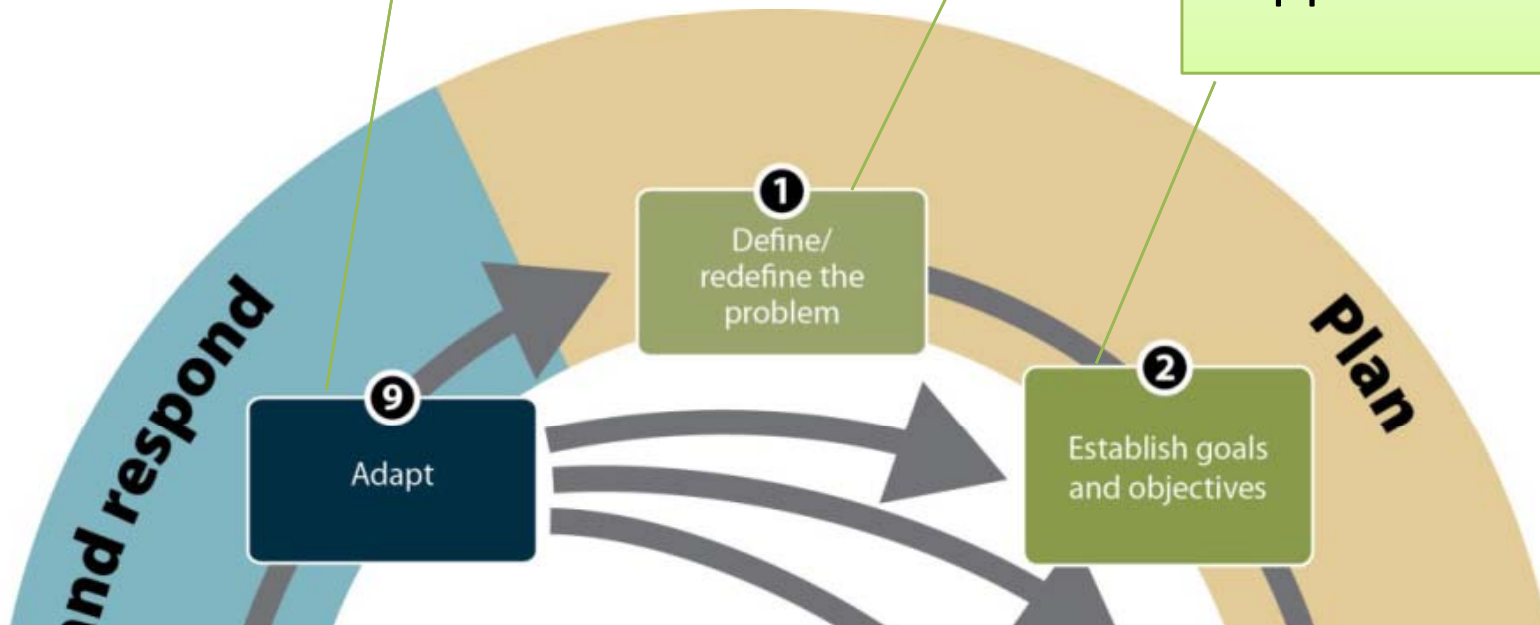 1
Define/
redefine the
problem
2
Establish goals
and objectives
Plan
9
Adapt
and respond